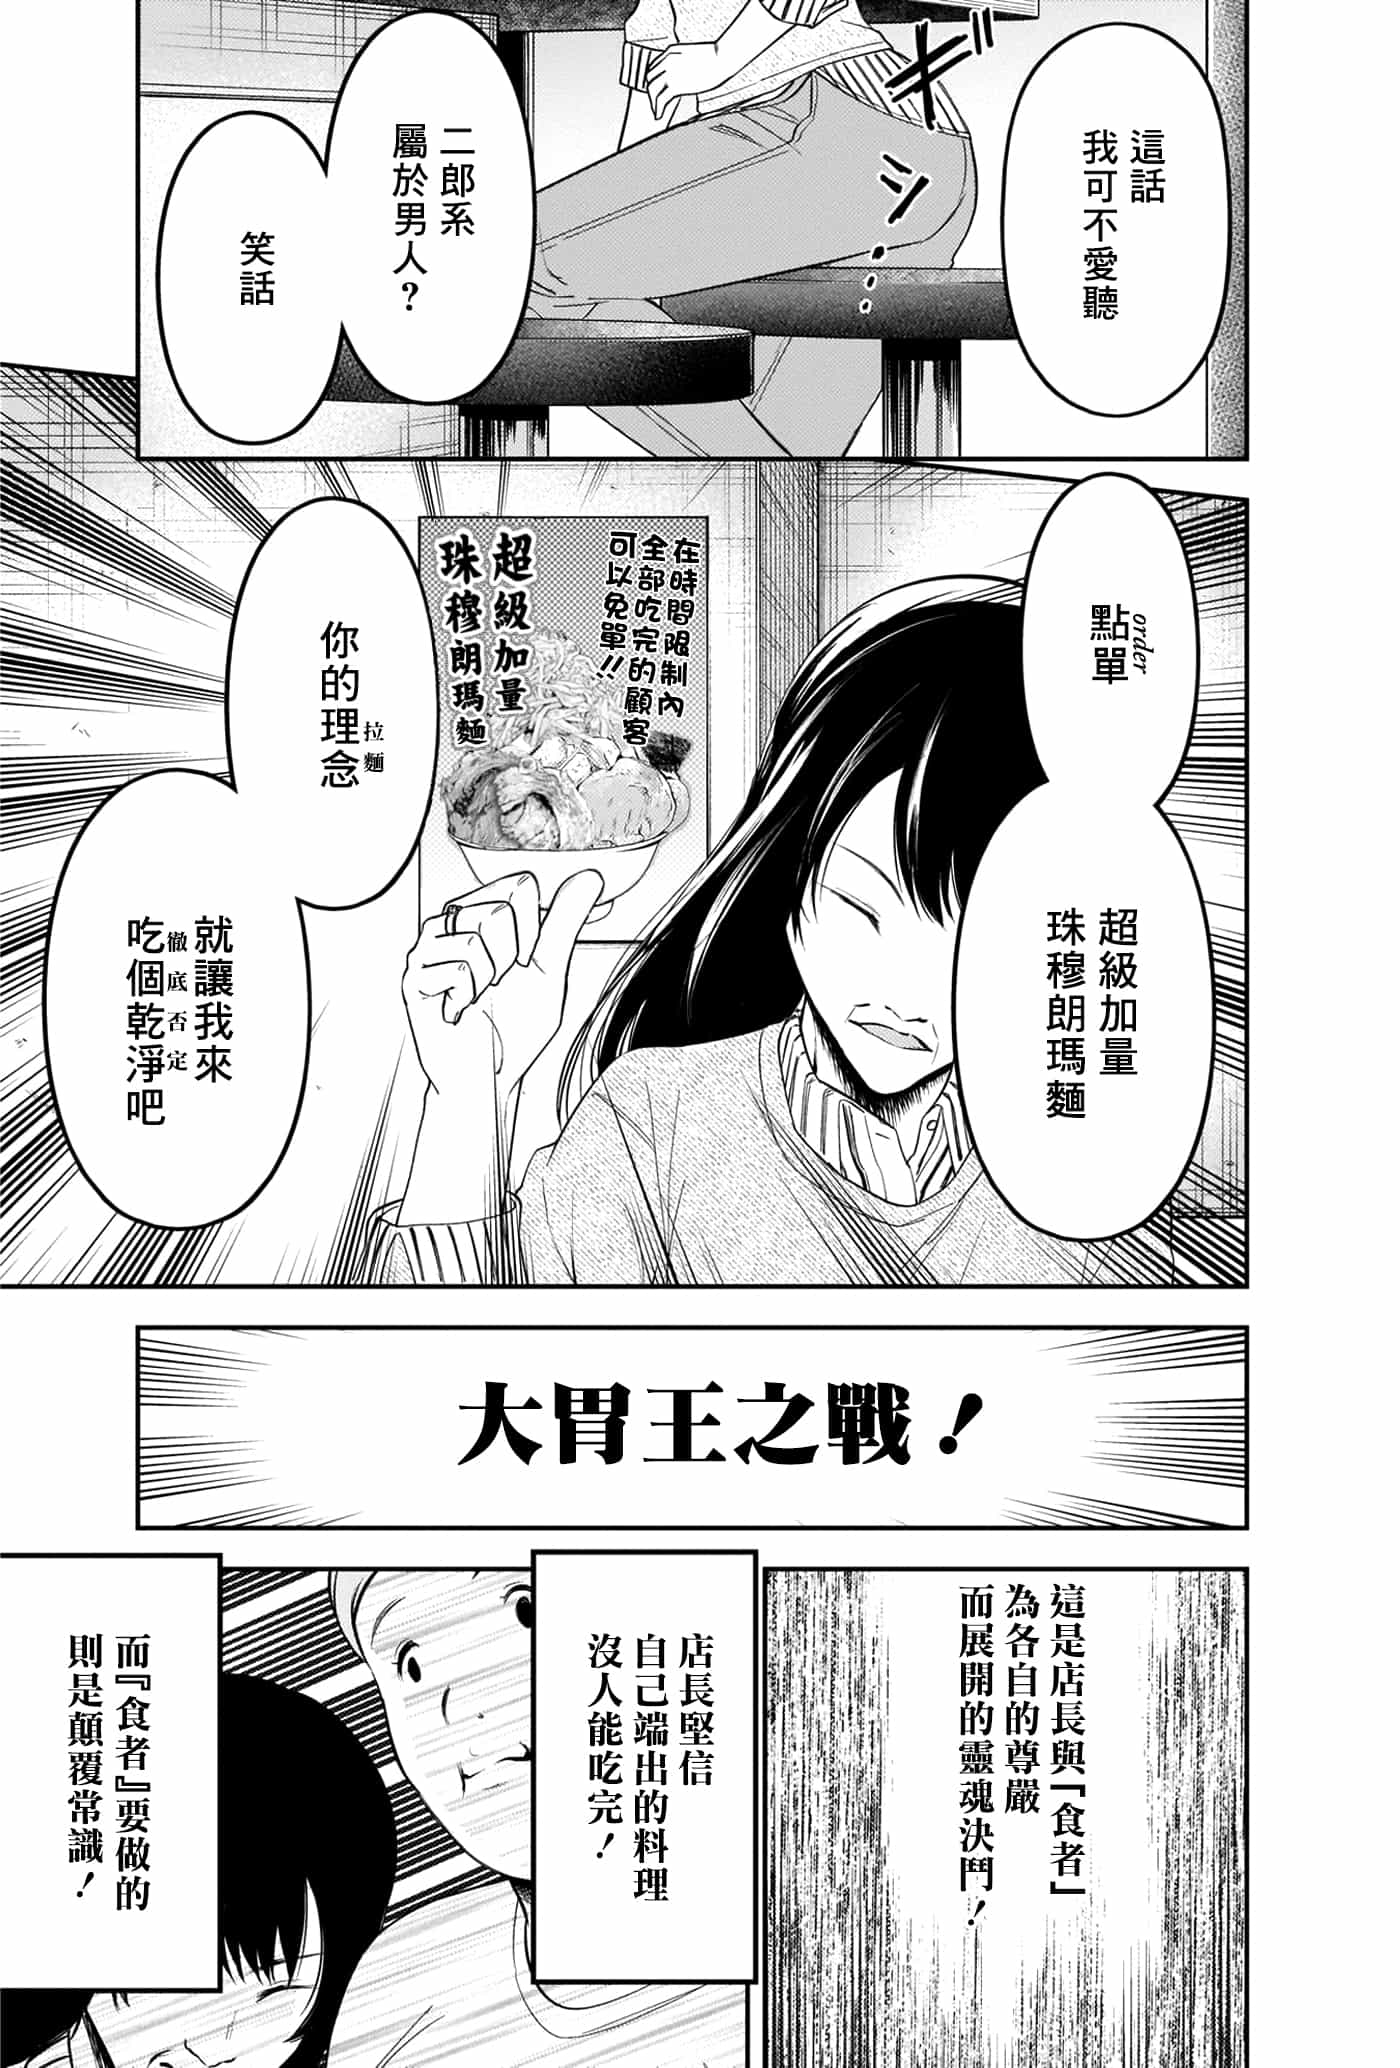 這話
我可不愛聽
二郎系
屬於男人?
笑話
order
點單
超級加量
珠穆朗瑪麵
在時間限制內
全部吃完的顧客
可以免單!!
超級加量
珠穆朗瑪麵
你的理念
拉麵
就讓我來
徹底否定
吃個乾淨吧
大胃王之戰!
這是店長與『食者』
為各自的尊嚴
而展開的靈魂決鬥!
店長堅信
自己端出的料理
沒人能吃完!
而『食者』要做的
則是顛覆常識!